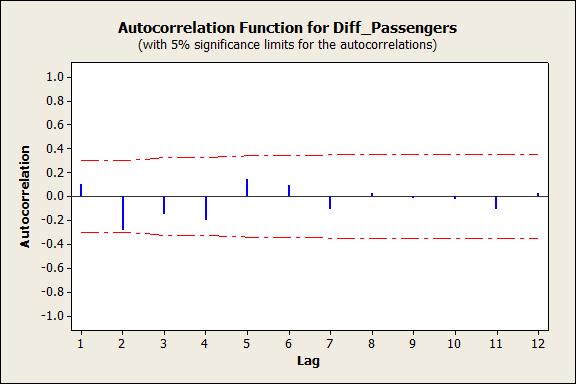 Autocorrelation Function for Diff_Passengers
(with 5% significance limits for the autocorrelations)
1.0
0.8
0.6
0.4
0.2
0.0
-0.2
-0.4
-0.6
-0.8
-1.0
Autocorrelation
1 2 3 4 5 6 7 8 9 10 11 12
Lag